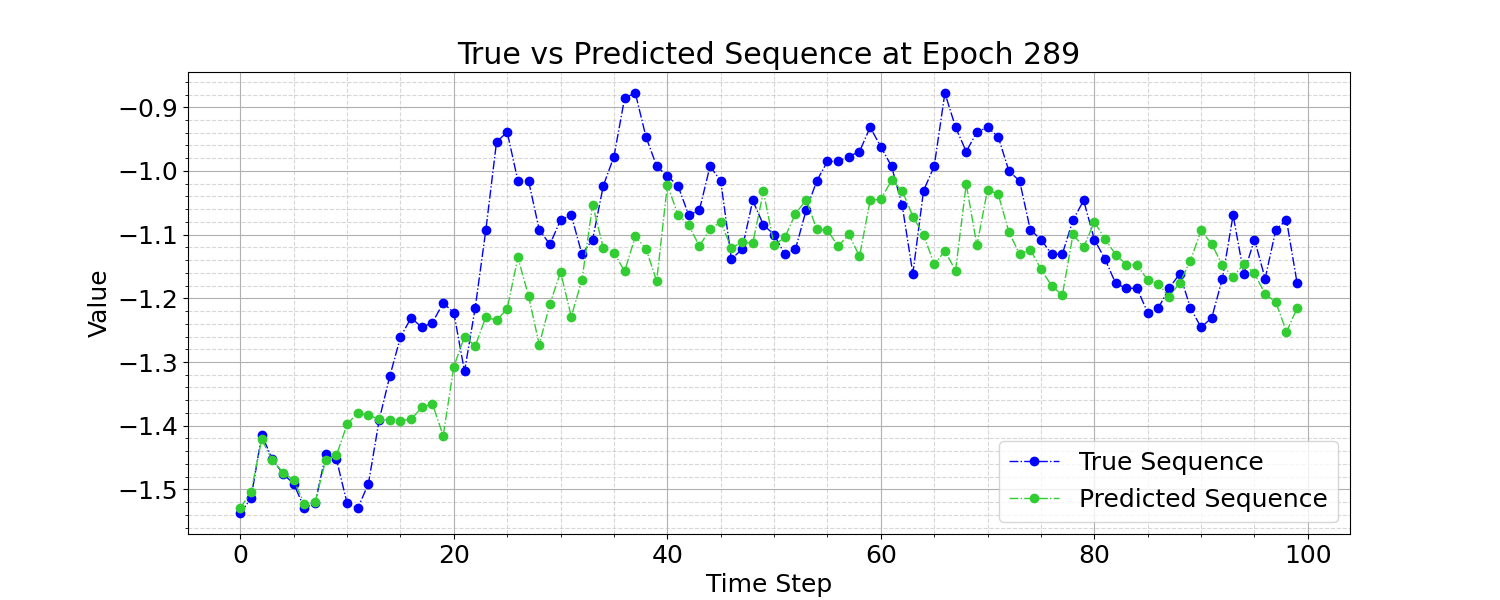 True vs Predicted Sequence at Epoch 289
Value
−0.9
−1.0
−1.1
−1.2
−1.3
−1.4
−1.5
True Sequence
Predicted Sequence
0 20 40 60 80 100
Time Step